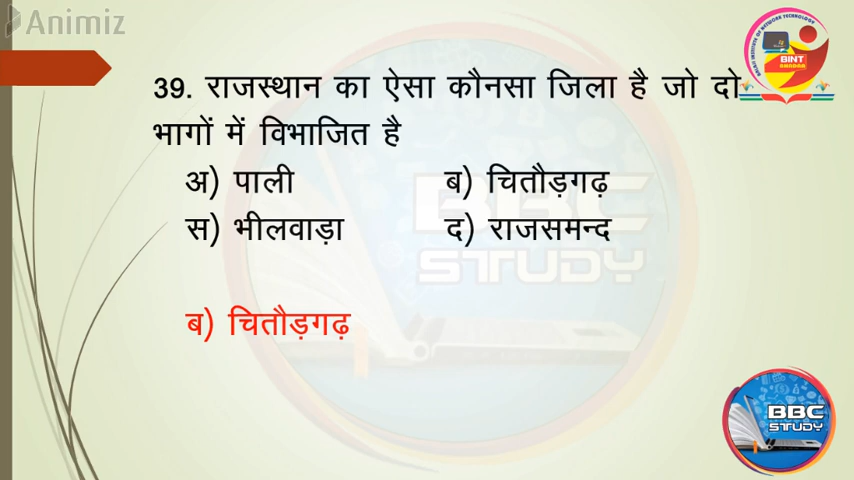 Animiz
39. राजस्थान का ऐसा कौनसा जिला है जो दो
भागों में विभाजित है
अ) पाली ब) चितौड़गढ़
स) भीलवाड़ा द) राजसमन्द
ब) चितौड़गढ़
BBC
STUDY
BINT
BBC
STUDY